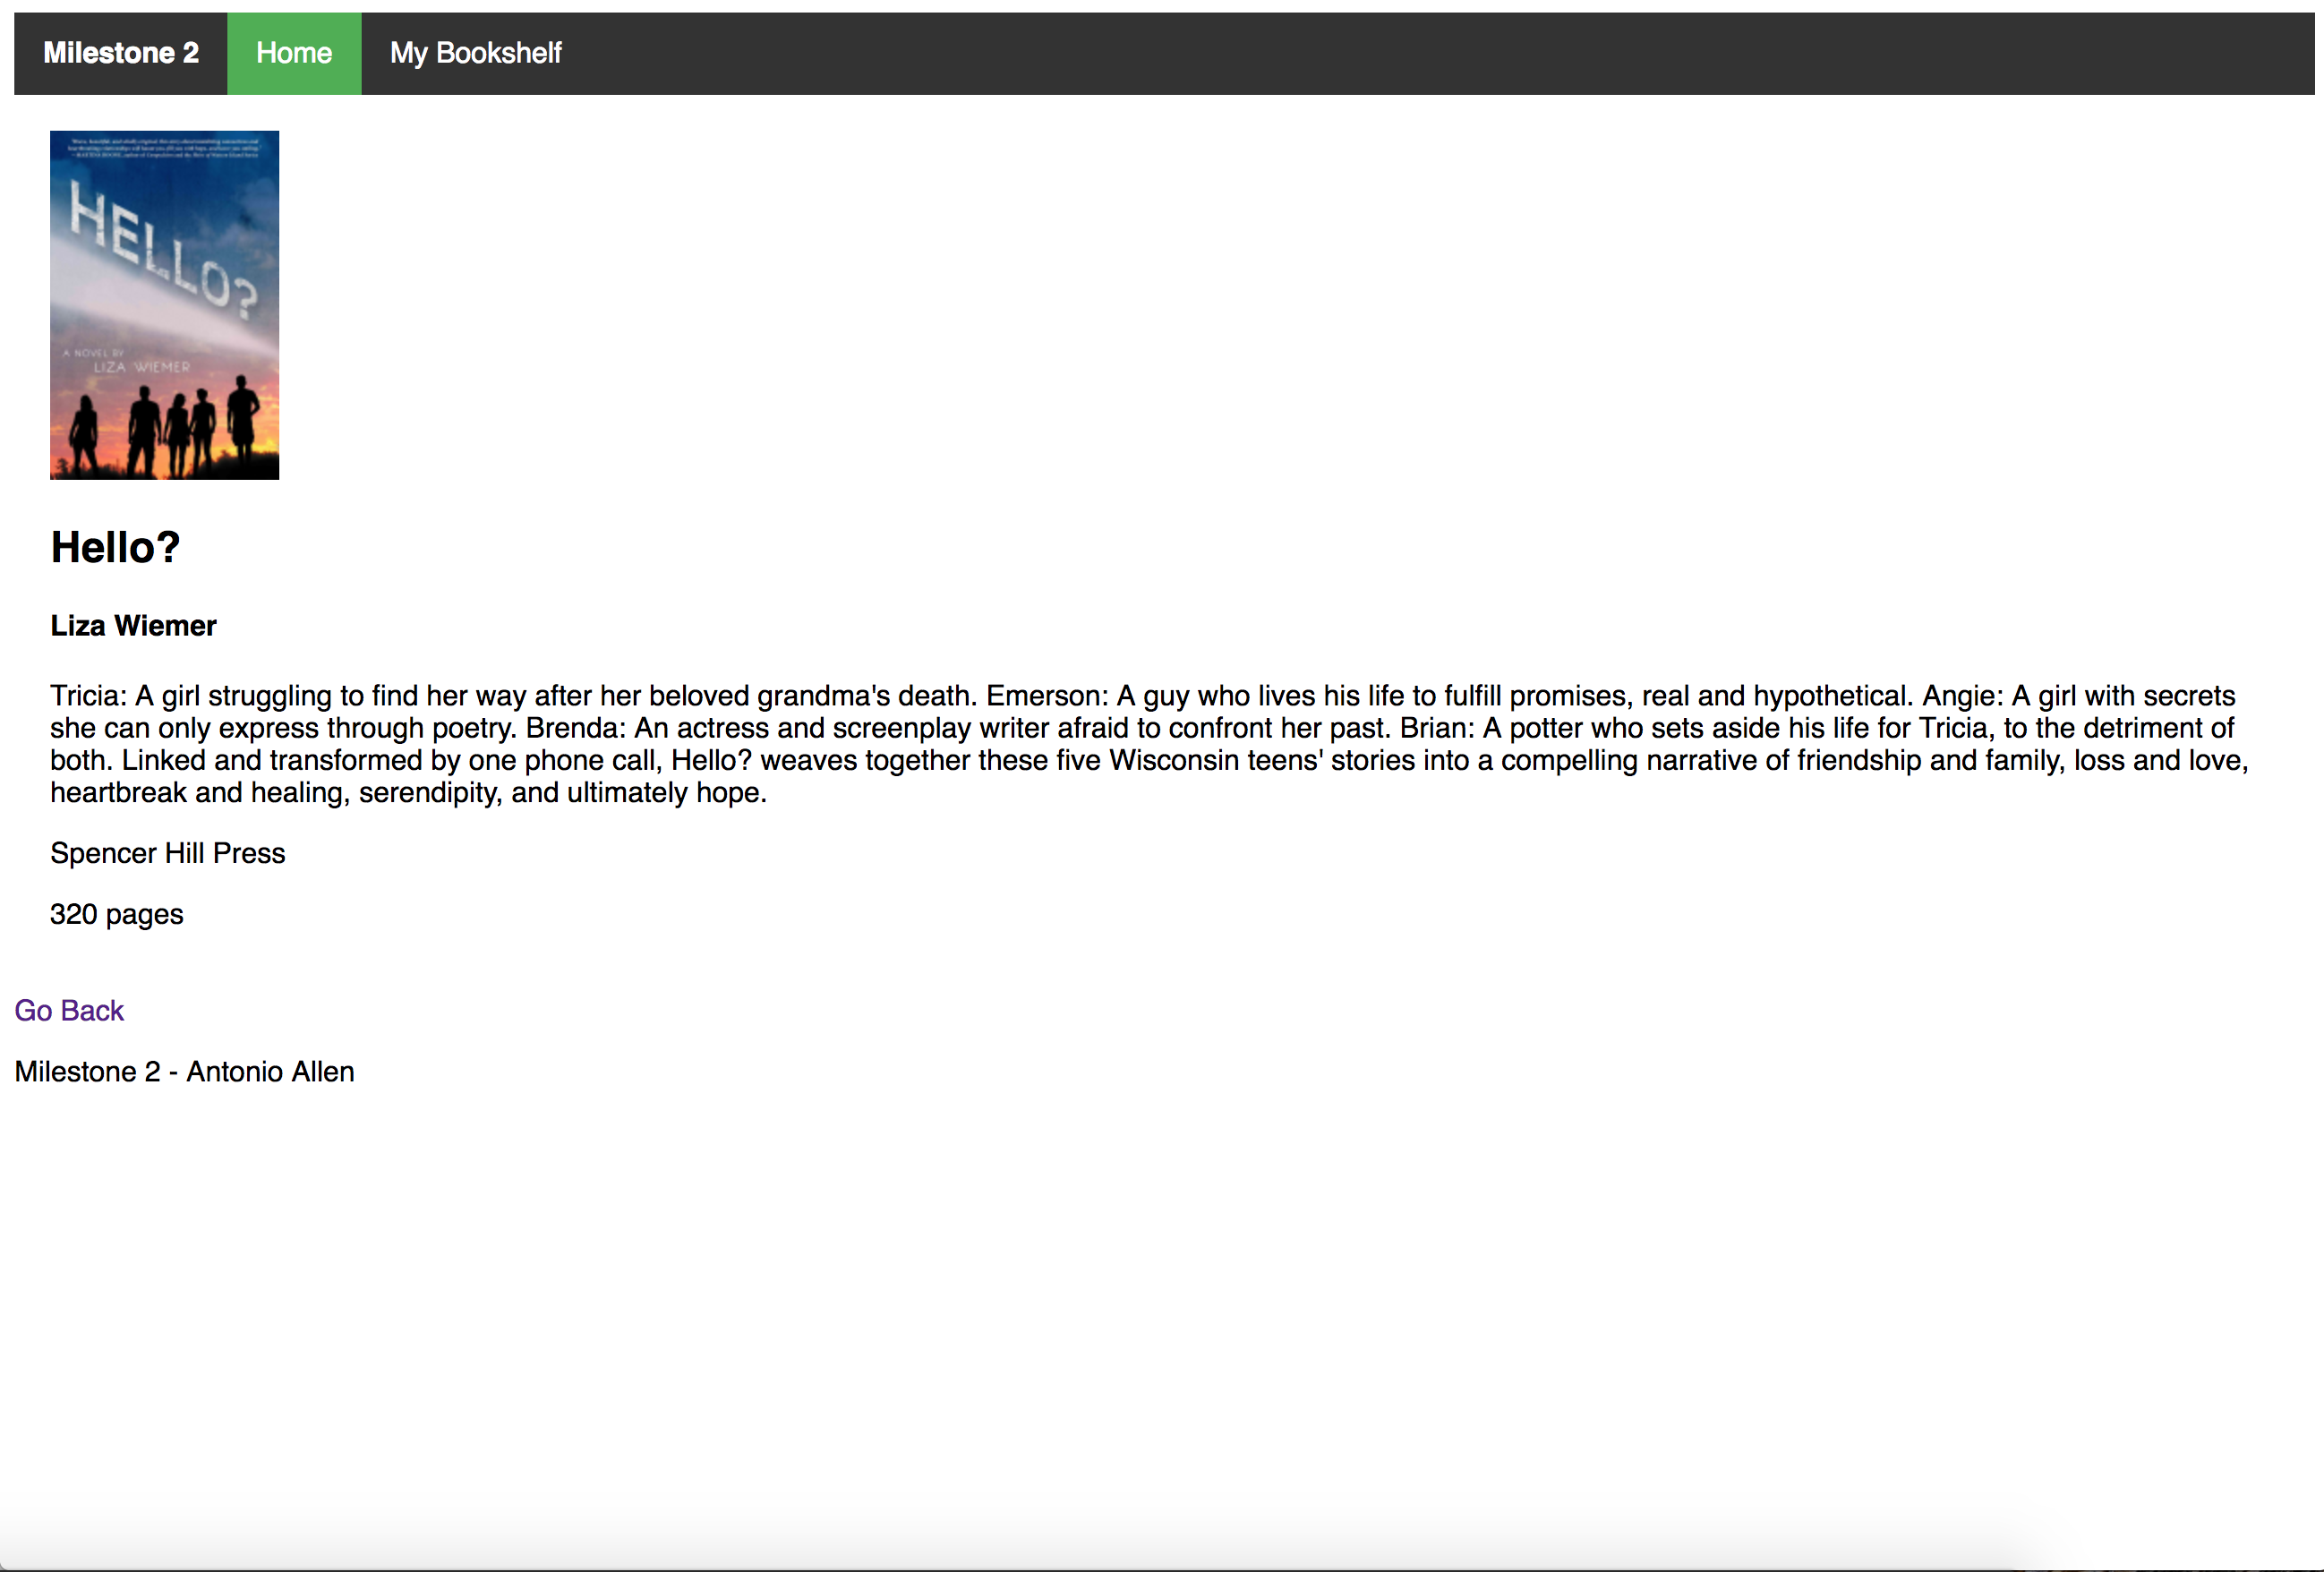 Milestone 2 Home My Bookshelf
HELLO?
A NOVEL BY
LIZA WIEMER
Hello?
Liza Wiemer
Tricia: A girl struggling to find her way after her beloved grandma's death. Emerson: A guy who lives his life to fulfill promises, real and hypothetical. Angie: A girl with secrets
she can only express through poetry. Brenda: An actress and screenplay writer afraid to confront her past. Brian: A potter who sets aside his life for Tricia, to the detriment of
both. Linked and transformed by one phone call, Hello? weaves together these five Wisconsin teens' stories into a compelling narrative of friendship and family, loss and love,
heartbreak and healing, serendipity, and ultimately hope.
Spencer Hill Press
320 pages
Go Back
Milestone 2 - Antonio Allen